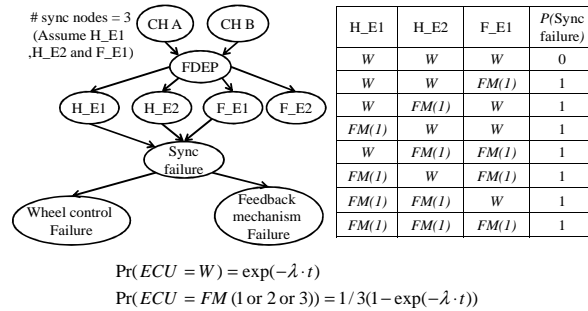 # sync nodes = 3
(Assume H_E1
,H_E2 and F_E1)
CH A
CH B
FDEP
H_E1
H_E2
F_E1
F_E2
Sync
failure
Wheel control
Failure
Feedback
mechanism
Failure
H_E1 H_E2 F_E1 P(Sync failure)
W W W 0
W W FM(1) 1
W FM(1) W 1
FM(1) W W 1
W FM(1) FM(1) 1
FM(1) W FM(1) 1
FM(1) FM(1) W 1
FM(1) FM(1) FM(1) 1
Pr(ECU = W) = exp(−λ·t)
Pr(ECU = FM (1 or 2 or 3)) = 1/3(1 − exp(−λ·t))